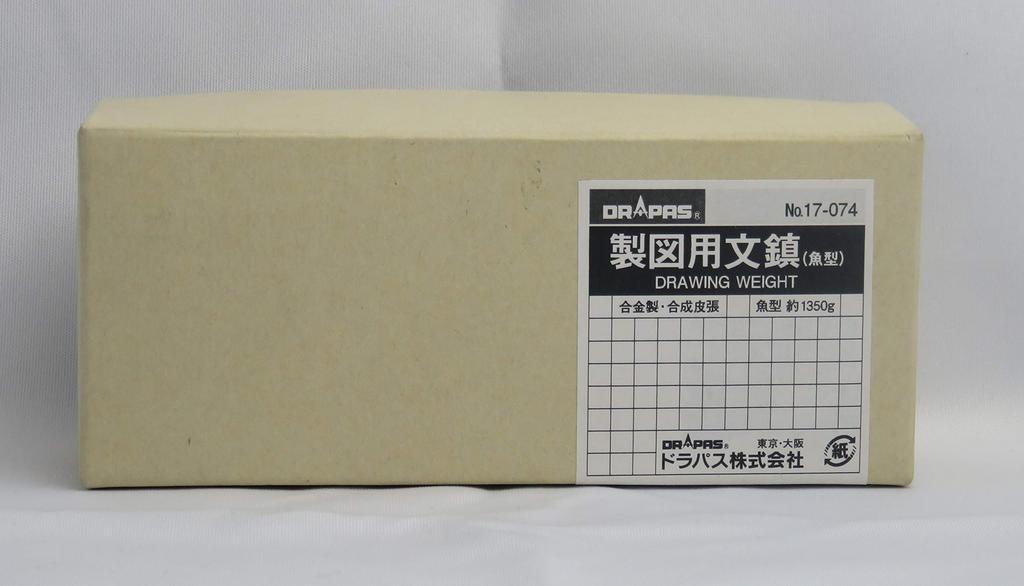 DRAPAS® No.17-074
製図用文鎮(魚型)
DRAWING WEIGHT
合金製・合成皮張 魚型 約1350g
DRAPAS® 東京・大阪
ドラパス株式会社 紙